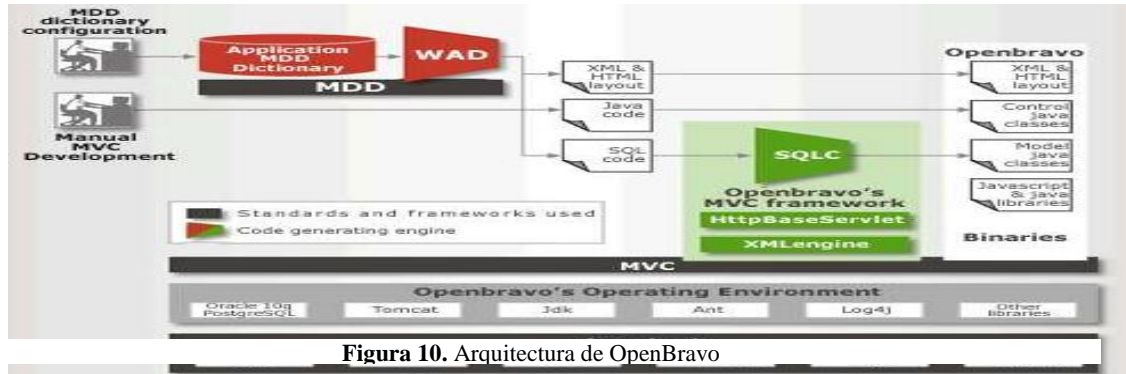 MDD
dictionary
configuration
Application
MDD
Dictionary
WAD
MDD
Manual
MVC
Development
XML &
HTML
layout
Java
code
SQL
code
SQLC
Openbravo's
MVC framework
HttpBaseServlet
XMLengine
Openbravo
XML &
HTML
layout
Control
java
classes
Model
java
classes
Javascript
& java
libraries
Binaries
Standards and frameworks used
Code generating engine
MVC
Openbravo's Operating Environment
Oracle 10g
PostgreSQL
Tomcat
Jdk
Ant
Log4j
Other
libraries
Figura 10. Arquitectura de OpenBravo